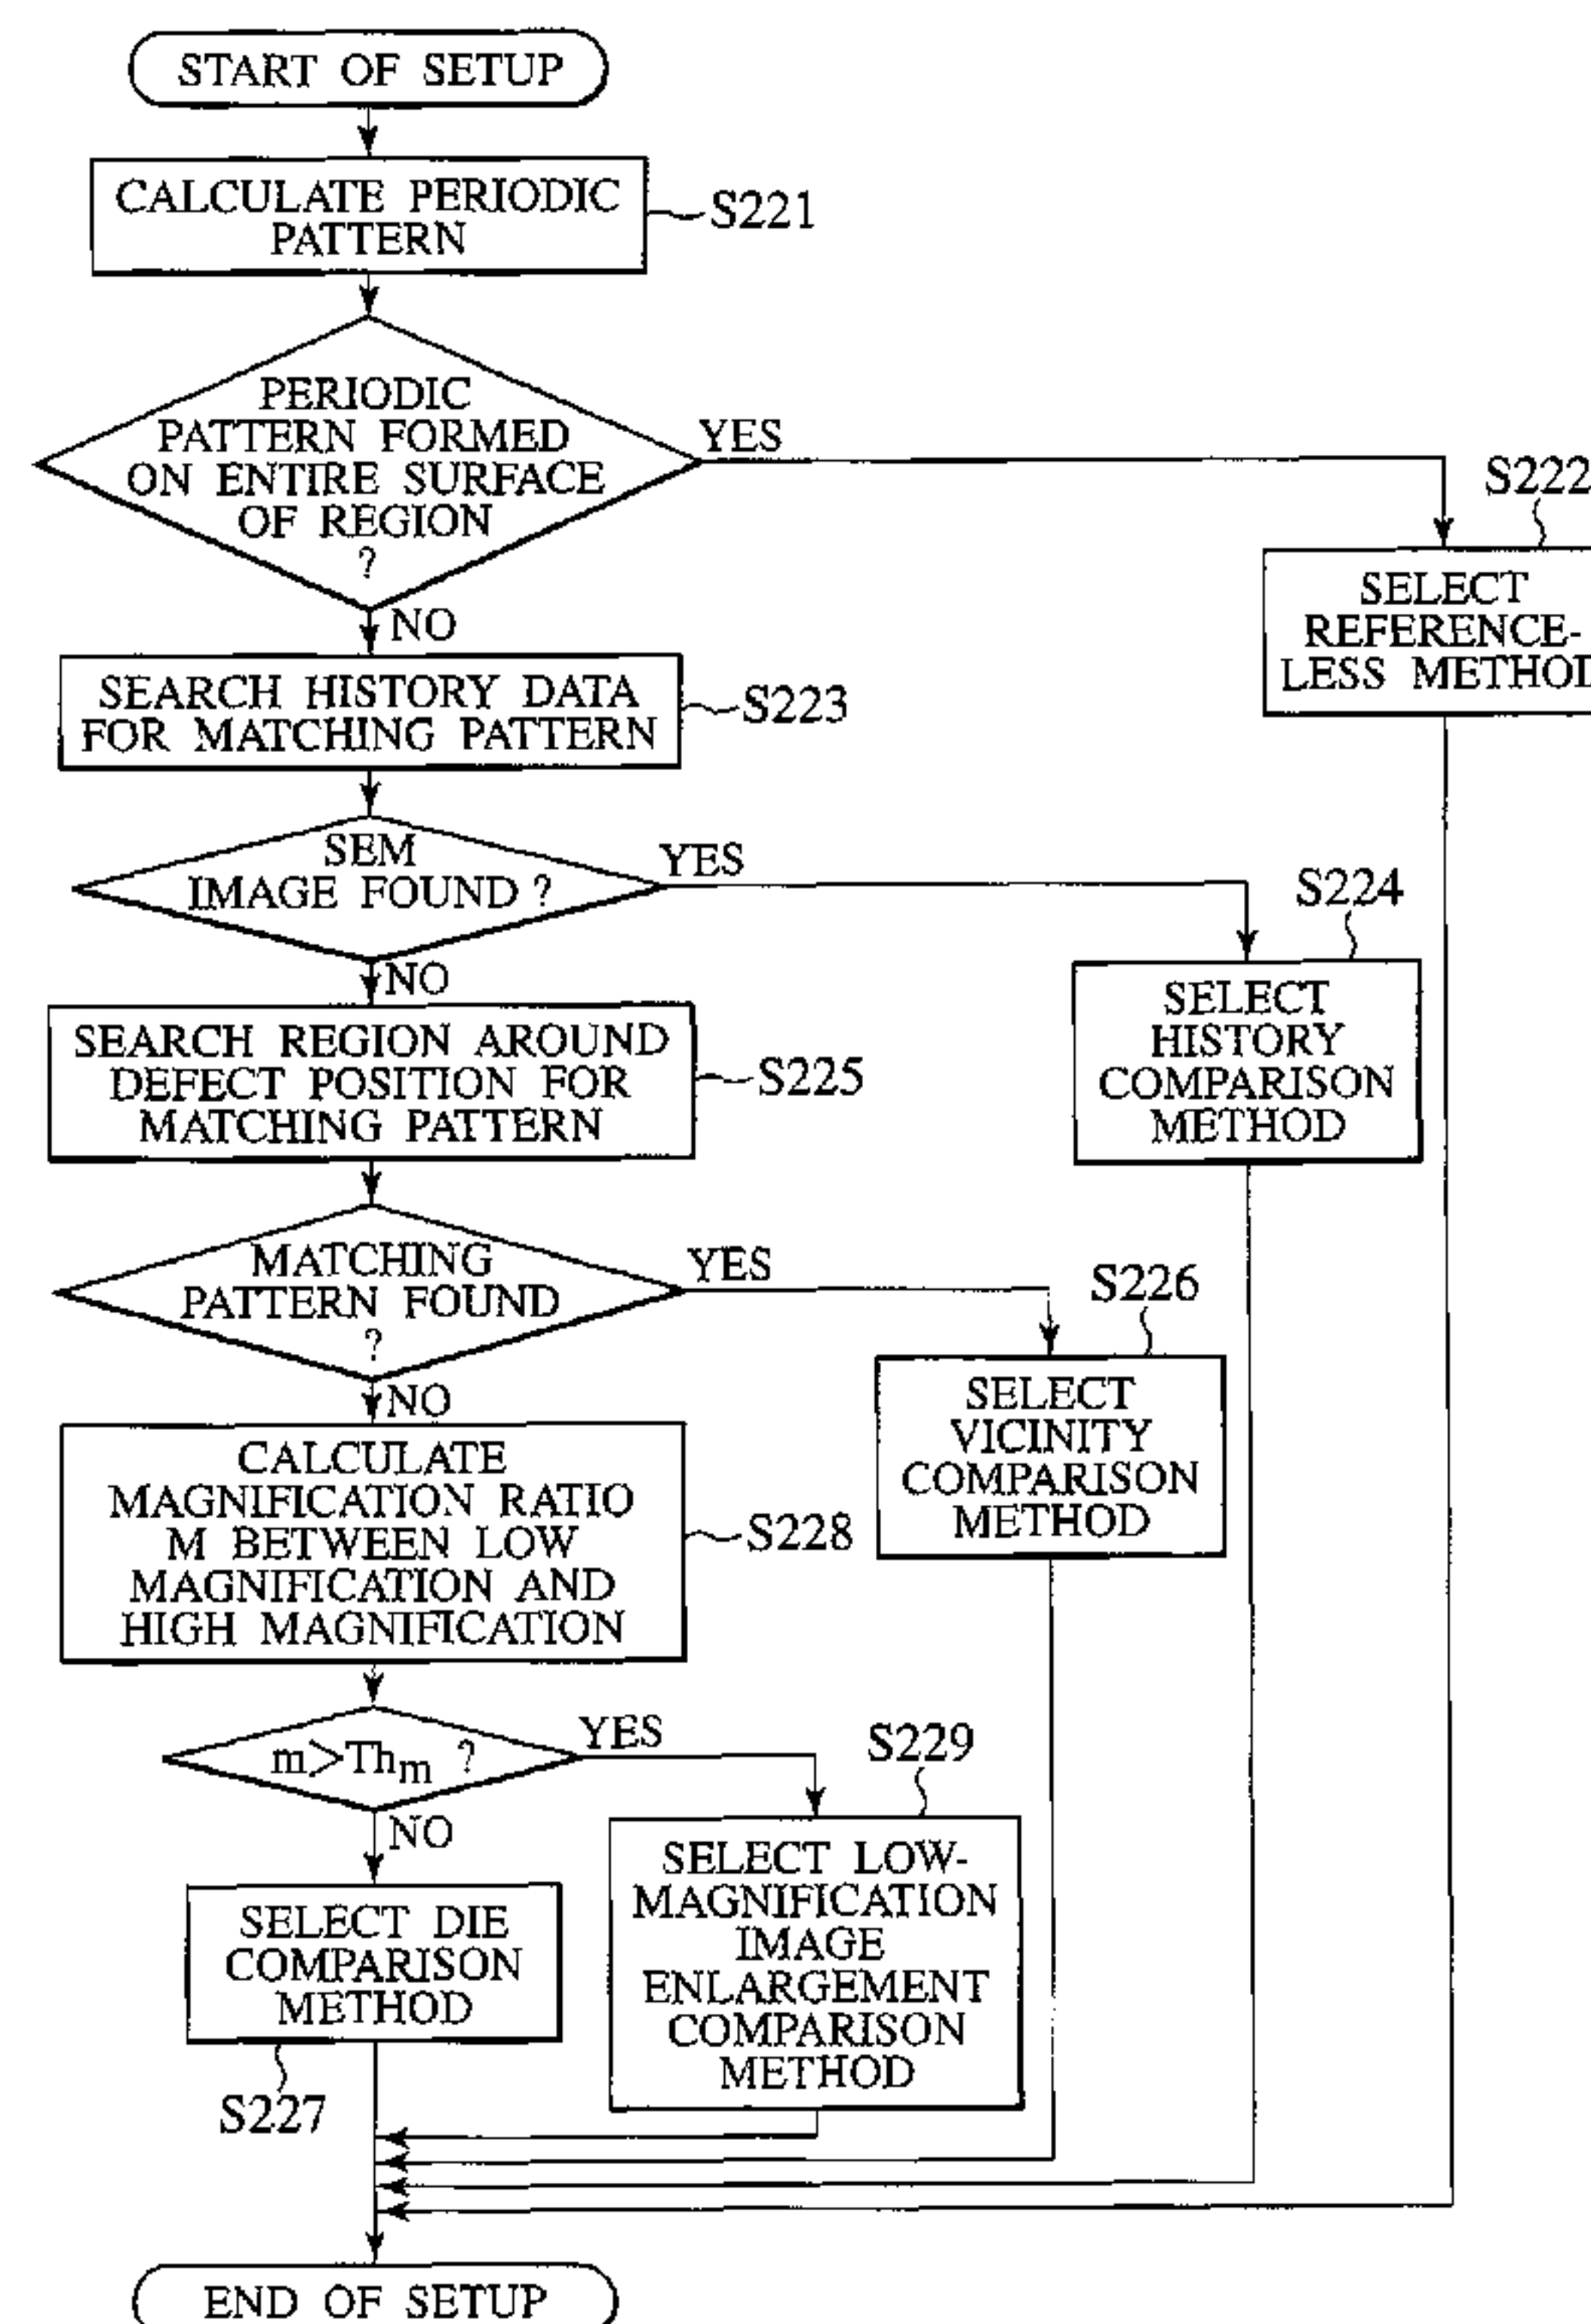 START OF SETUP
CALCULATE PERIODIC
PATTERN
S221
PERIODIC
PATTERN FORMED
ON ENTIRE SURFACE
OF REGION
?
YES
NO
S222
SELECT
REFERENCE-
LESS METHOD
SEARCH HISTORY DATA
FOR MATCHING PATTERN
S223
SEM
IMAGE FOUND ?
YES
NO
S224
SELECT
HISTORY
COMPARISON
METHOD
SEARCH REGION AROUND
DEFECT POSITION FOR
MATCHING PATTERN
S225
MATCHING
PATTERN FOUND
?
YES
NO
S226
SELECT
VICINITY
COMPARISON
METHOD
CALCULATE
MAGNIFICATION RATIO
M BETWEEN LOW
MAGNIFICATION AND
HIGH MAGNIFICATION
S228
m>Thm ?
YES
NO
S229
SELECT LOW-
MAGNIFICATION
IMAGE
ENLARGEMENT
COMPARISON
METHOD
SELECT DIE
COMPARISON
METHOD
S227
END OF SETUP